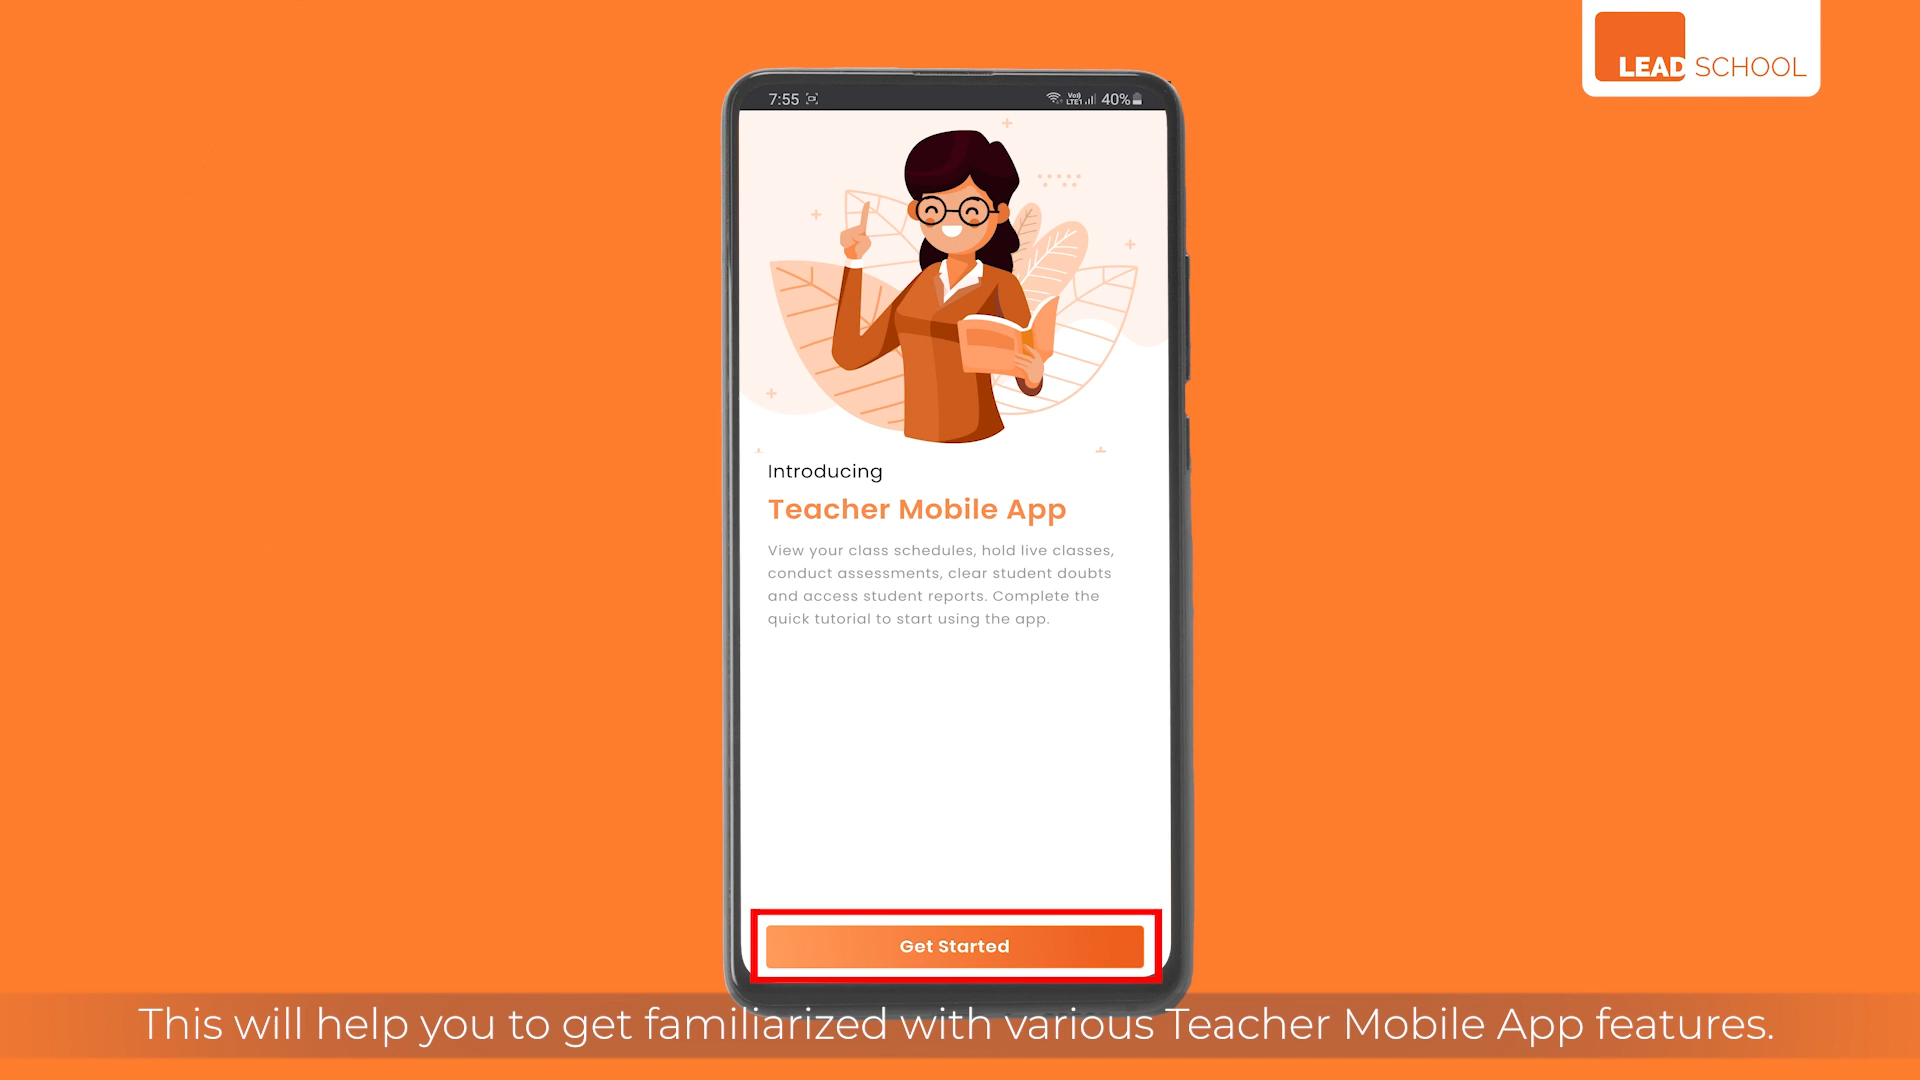 LEAD SCHOOL
7:55 Vo)) LTE1 40%
Introducing
Teacher Mobile App
View your class schedules, hold live classes,
conduct assessments, clear student doubts
and access student reports. Complete the
quick tutorial to start using the app.
Get Started
This will help you to get familiarized with various Teacher Mobile App features.